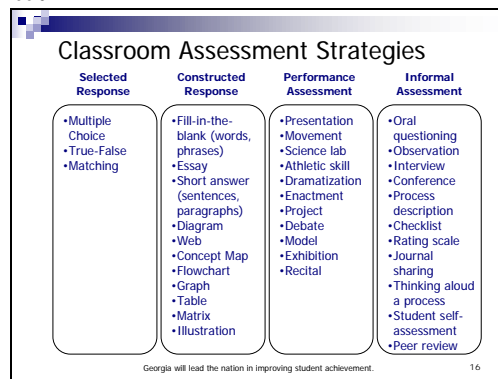 Classroom Assessment Strategies
Selected
Response
•Multiple
Choice
•True-False
•Matching
Constructed
Response
•Fill-in-the-
blank (words,
phrases)
•Essay
•Short answer
(sentences,
paragraphs)
•Diagram
•Web
•Concept Map
•Flowchart
•Graph
•Table
•Matrix
•Illustration
Performance
Assessment
•Presentation
•Movement
•Science lab
•Athletic skill
•Dramatization
•Enactment
•Project
•Debate
•Model
•Exhibition
•Recital
Informal
Assessment
•Oral
questioning
•Observation
•Interview
•Conference
•Process
description
•Checklist
•Rating scale
•Journal
sharing
•Thinking aloud
a process
•Student self-
assessment
•Peer review
Georgia will lead the nation in improving student achievement.
16